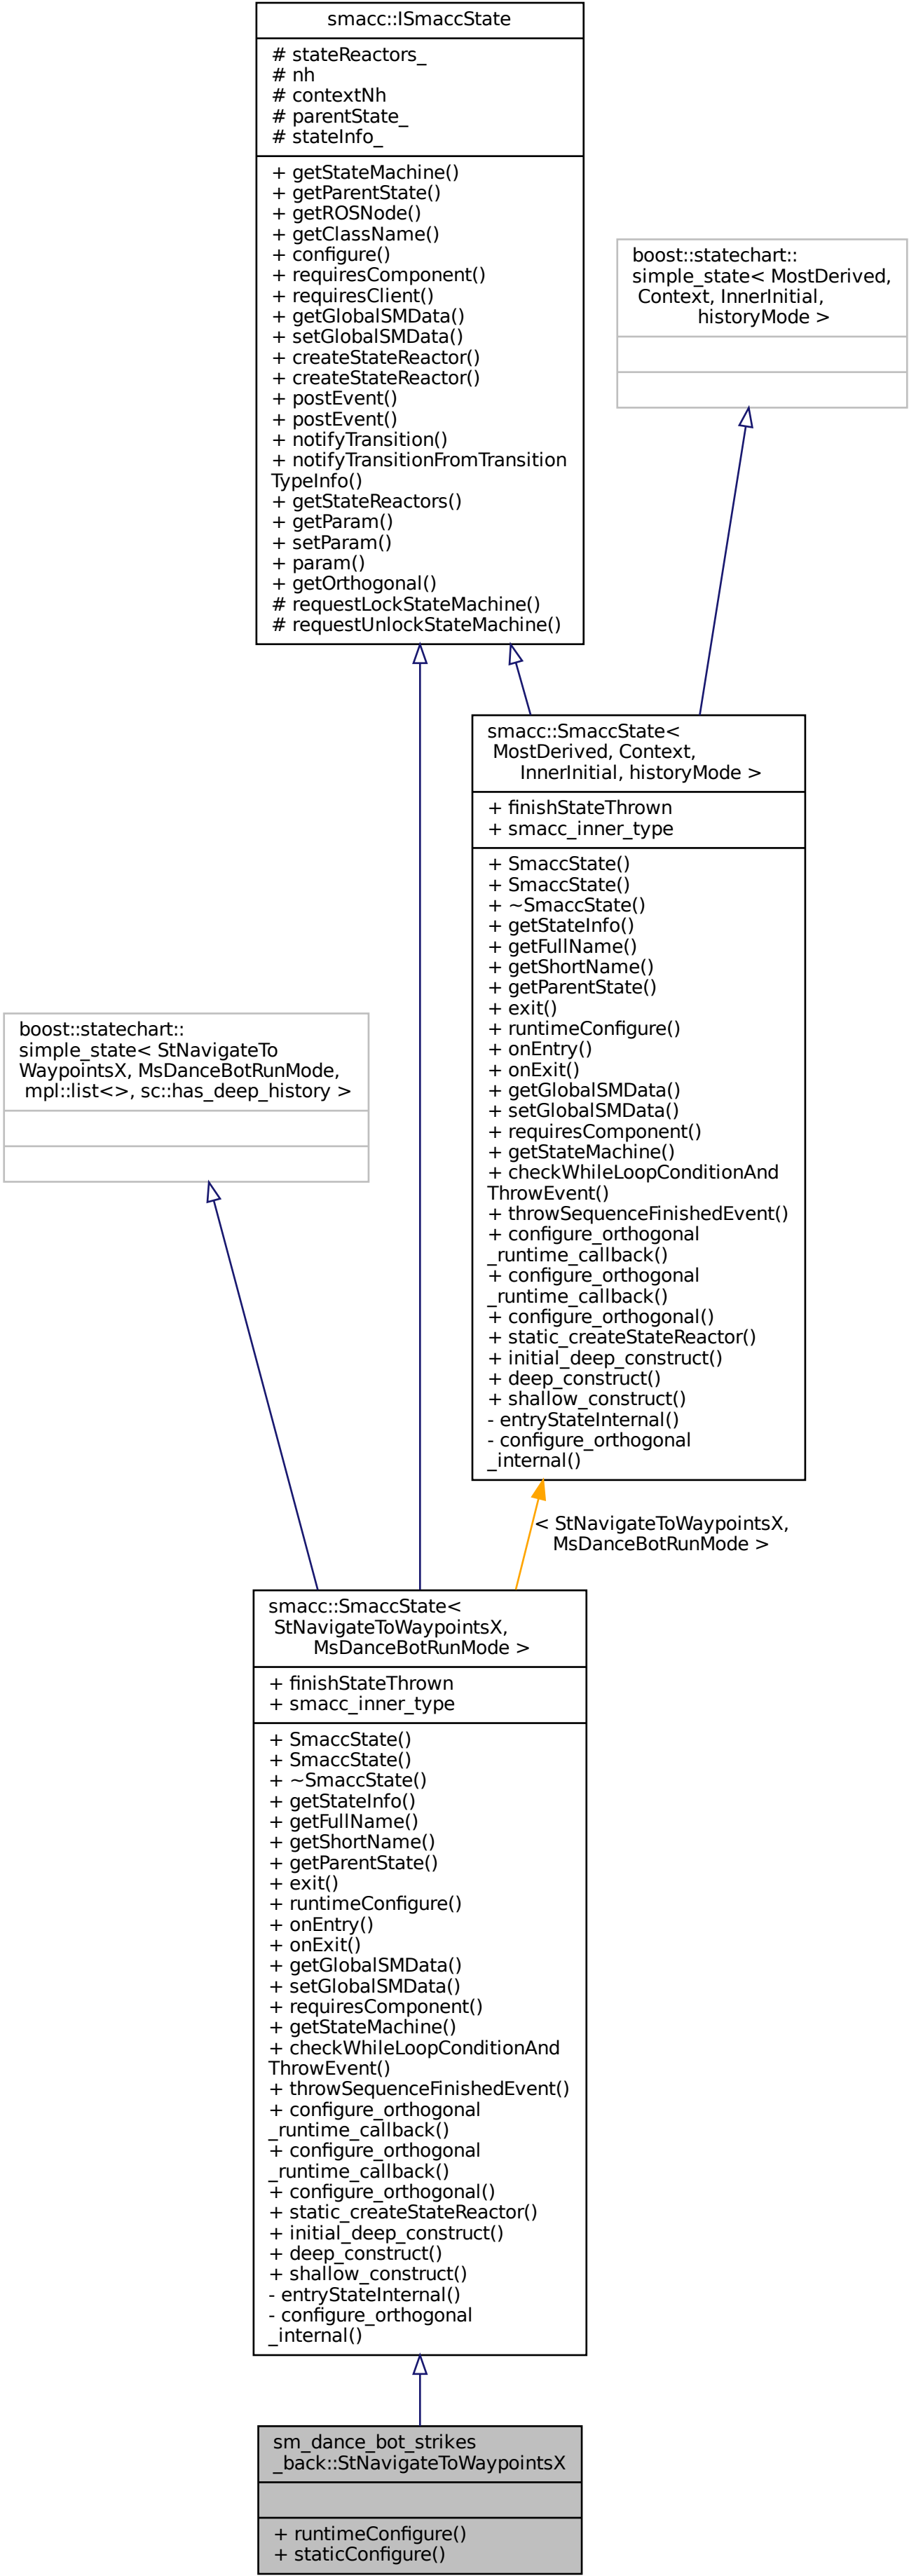 smacc::ISmaccState
# stateReactors_
# nh
# contextNh
# parentState_
# stateInfo_
+ getStateMachine()
+ getParentState()
+ getROSNode()
+ getClassName()
+ configure()
+ requiresComponent()
+ requiresClient()
+ getGlobalSMData()
+ setGlobalSMData()
+ createStateReactor()
+ createStateReactor()
+ postEvent()
+ postEvent()
+ notifyTransition()
+ notifyTransitionFromTransition
TypeInfo()
+ getStateReactors()
+ getParam()
+ setParam()
+ param()
+ getOrthogonal()
# requestLockStateMachine()
# requestUnlockStateMachine()
boost::statechart::
simple_state< MostDerived,
Context, InnerInitial,
historyMode >
smacc::SmaccState<
MostDerived, Context,
InnerInitial, historyMode >
+ finishStateThrown
+ smacc_inner_type
+ SmaccState()
+ SmaccState()
+ ~SmaccState()
+ getStateInfo()
+ getFullName()
+ getShortName()
+ getParentState()
+ exit()
+ runtimeConfigure()
+ onEntry()
+ onExit()
+ getGlobalSMData()
+ setGlobalSMData()
+ requiresComponent()
+ getStateMachine()
+ checkWhileLoopConditionAnd
ThrowEvent()
+ throwSequenceFinishedEvent()
+ configure_orthogonal
_runtime_callback()
+ configure_orthogonal
_runtime_callback()
+ configure_orthogonal()
+ static_createStateReactor()
+ initial_deep_construct()
+ deep_construct()
+ shallow_construct()
- entryStateInternal()
- configure_orthogonal
_internal()
boost::statechart::
simple_state< StNavigateTo
WaypointsX, MsDanceBotRunMode,
mpl::list<>, sc::has_deep_history >
< StNavigateToWaypointsX,
MsDanceBotRunMode >
smacc::SmaccState<
StNavigateToWaypointsX,
MsDanceBotRunMode >
+ finishStateThrown
+ smacc_inner_type
+ SmaccState()
+ SmaccState()
+ ~SmaccState()
+ getStateInfo()
+ getFullName()
+ getShortName()
+ getParentState()
+ exit()
+ runtimeConfigure()
+ onEntry()
+ onExit()
+ getGlobalSMData()
+ setGlobalSMData()
+ requiresComponent()
+ getStateMachine()
+ checkWhileLoopConditionAnd
ThrowEvent()
+ throwSequenceFinishedEvent()
+ configure_orthogonal
_runtime_callback()
+ configure_orthogonal
_runtime_callback()
+ configure_orthogonal()
+ static_createStateReactor()
+ initial_deep_construct()
+ deep_construct()
+ shallow_construct()
- entryStateInternal()
- configure_orthogonal
_internal()
sm_dance_bot_strikes
_back::StNavigateToWaypointsX
+ runtimeConfigure()
+ staticConfigure()